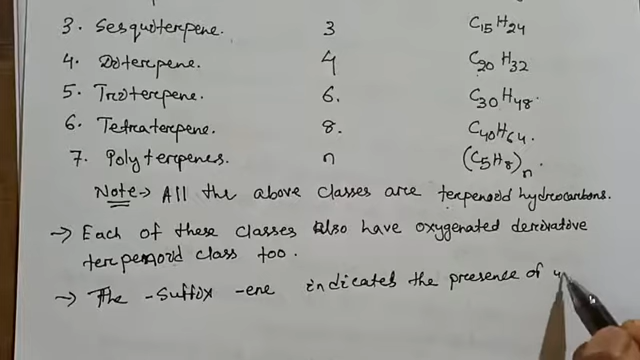 3. Sesquiterpene. 3 C15H24
4. Diterpene. 4 C20H32
5. Triterpene. 6. C30H48.
6. Tetraterpene. 8. C40H64.
7. Polyterpenes. n (C5H8)n.
Note → All the above classes are terpenoid hydrocarbons.
→ Each of these classes also have oxygenated derivative
terpenoid class too.
→ The -Suffix -ene indicates the presence of